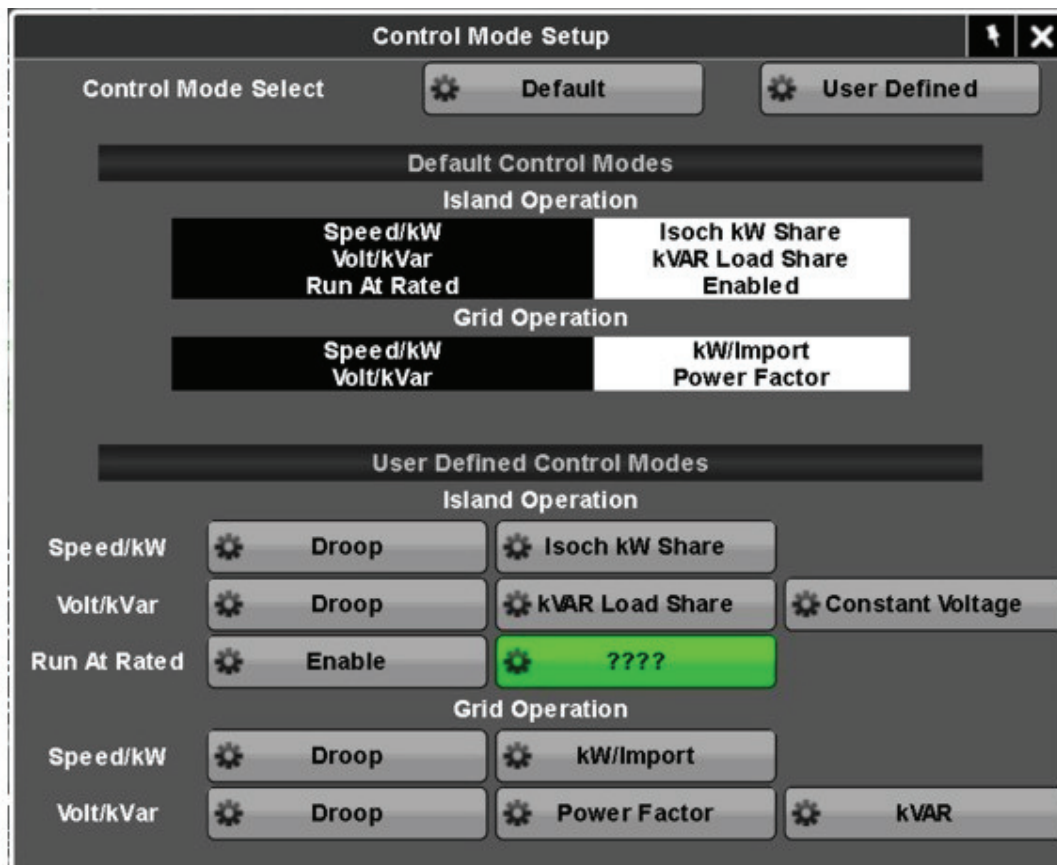 Control Mode Setup
Control Mode Select Default User Defined
Default Control Modes
Island Operation
Speed/kW Isoch kW Share
Volt/kVar kVAR Load Share
Run At Rated Enabled
Grid Operation
Speed/kW kW/Import
Volt/kVar Power Factor
User Defined Control Modes
Island Operation
Speed/kW Droop Isoch kW Share
Volt/kVar Droop kVAR Load Share Constant Voltage
Run At Rated Enable ????
Grid Operation
Speed/kW Droop kW/Import
Volt/kVar Droop Power Factor kVAR